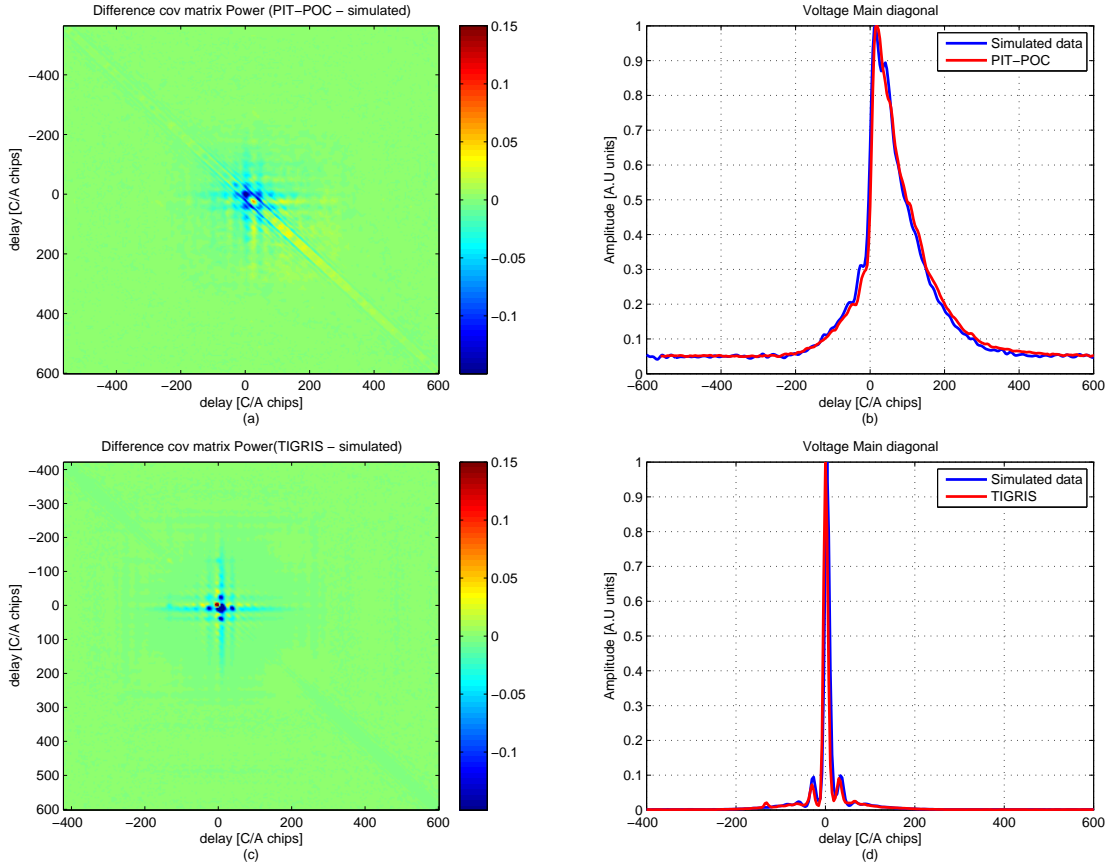 Difference cov matrix Power (PIT−POC − simulated)
delay [C/A chips]
−400
−200
0
200
400
600
−400 −200 0 200 400 600
delay [C/A chips]
(a)
0.15
0.1
0.05
0
−0.05
−0.1
Voltage Main diagonal
Simulated data
PIT−POC
Amplitude [A.U units]
1
0.9
0.8
0.7
0.6
0.5
0.4
0.3
0.2
0.1
0
−600 −400 −200 0 200 400 600
delay [C/A chips]
(b)
Difference cov matrix Power(TIGRIS − simulated)
delay [C/A chips]
−400
−300
−200
−100
0
100
200
300
400
500
600
−400 −200 0 200 400 600
delay [C/A chips]
(c)
0.15
0.1
0.05
0
−0.05
−0.1
Voltage Main diagonal
Simulated data
TIGRIS
Amplitude [A.U units]
1
0.9
0.8
0.7
0.6
0.5
0.4
0.3
0.2
0.1
0
−400 −200 0 200 400 600
delay [C/A chips]
(d)